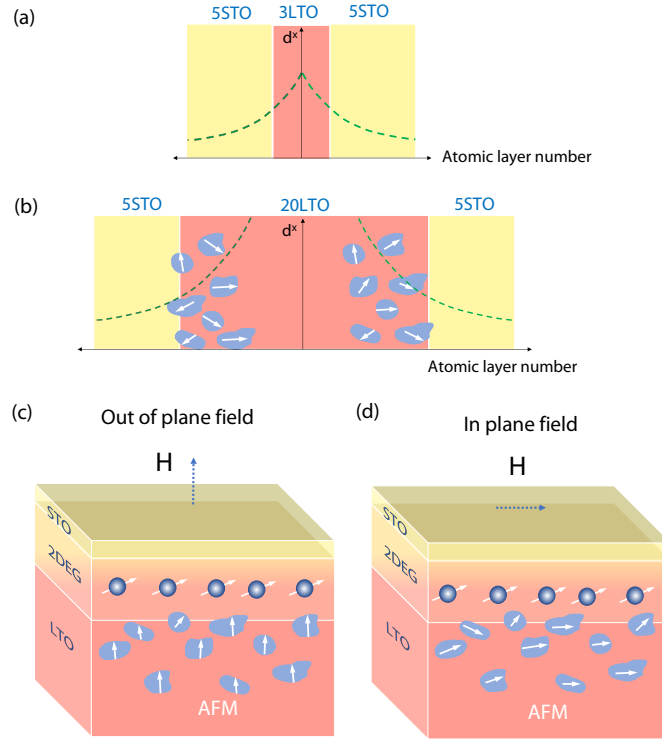 (a)
5STO 3LTO 5STO
dˣ
Atomic layer number
(b)
5STO 20LTO 5STO
dˣ
Atomic layer number
(c)
Out of plane field
H
STO
2DEG
LTO
AFM
(d)
In plane field
H
STO
2DEG
LTO
AFM